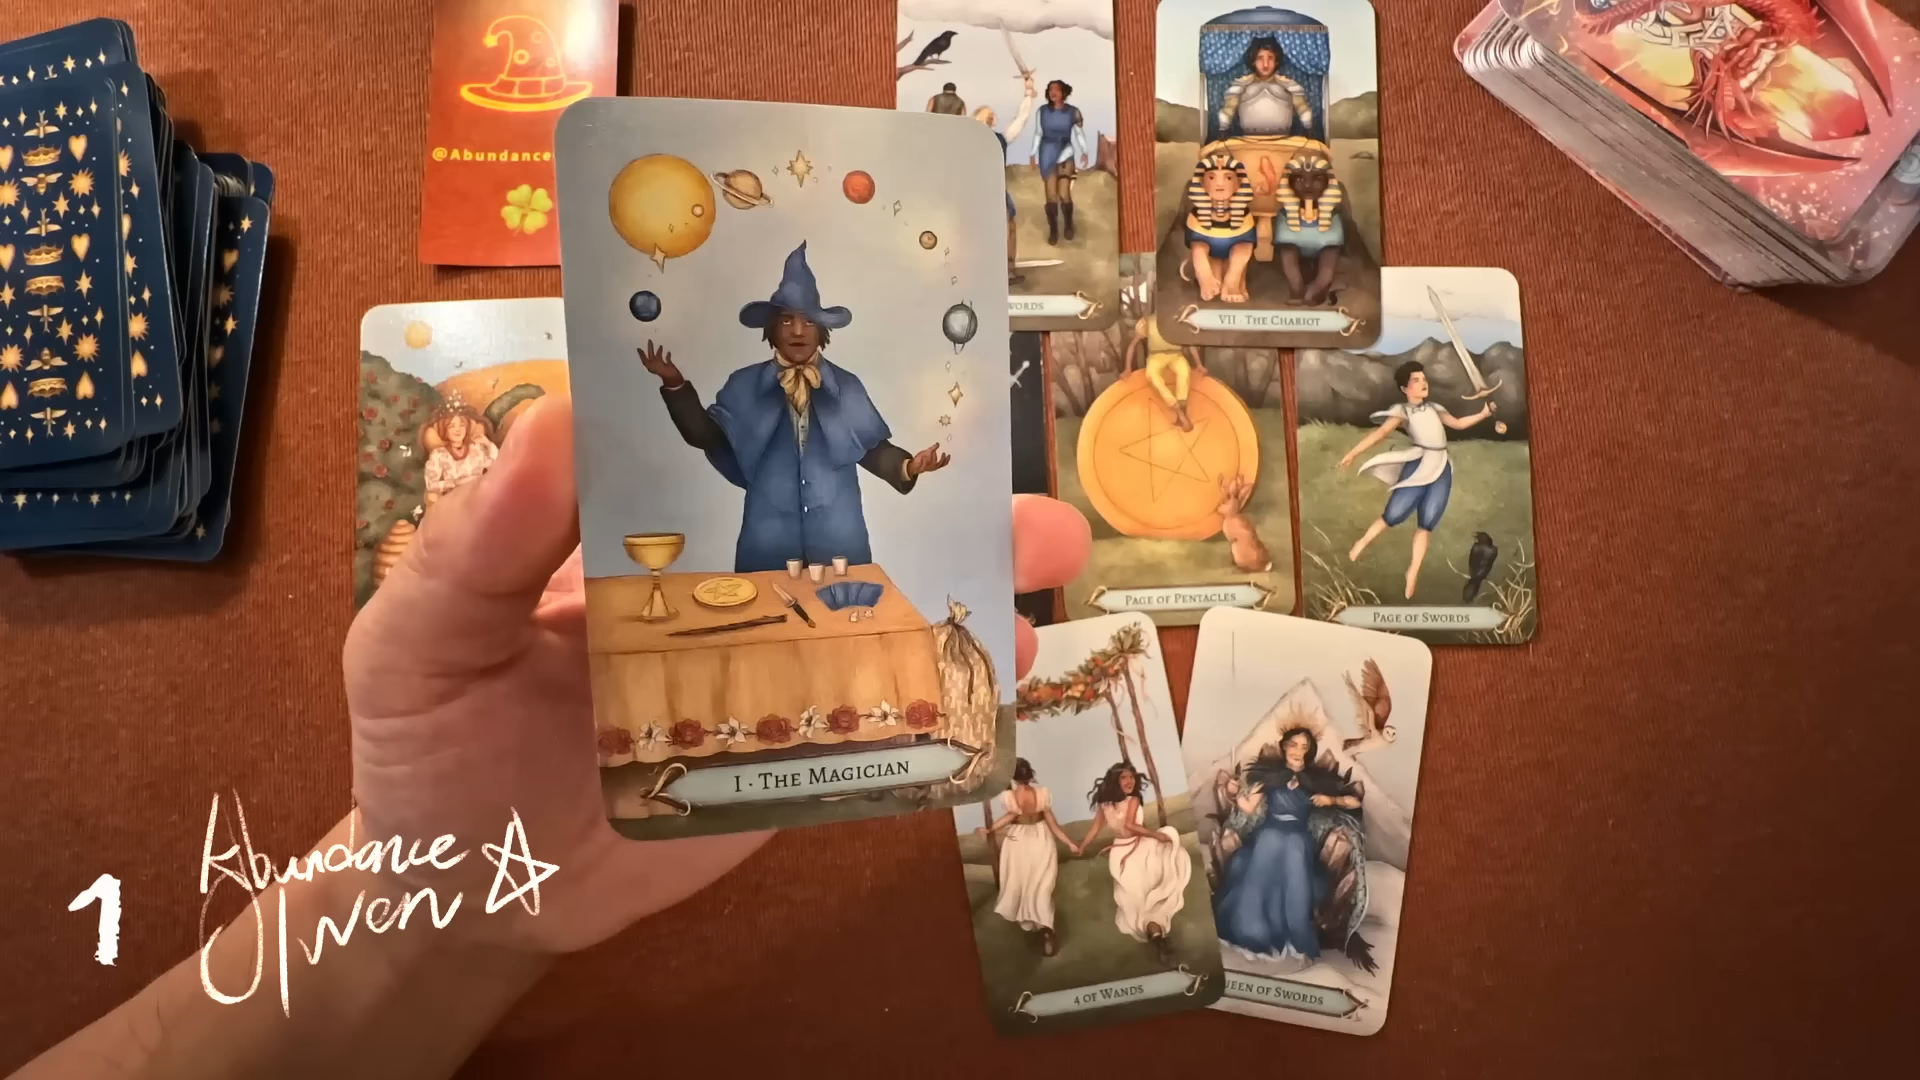 @Abundance
WORDS
VII · THE CHARIOT
PAGE OF PENTACLES
PAGE OF SWORDS
I · THE MAGICIAN
4 OF WANDS
UEEN OF SWORDS
1
Abundance
Olwen